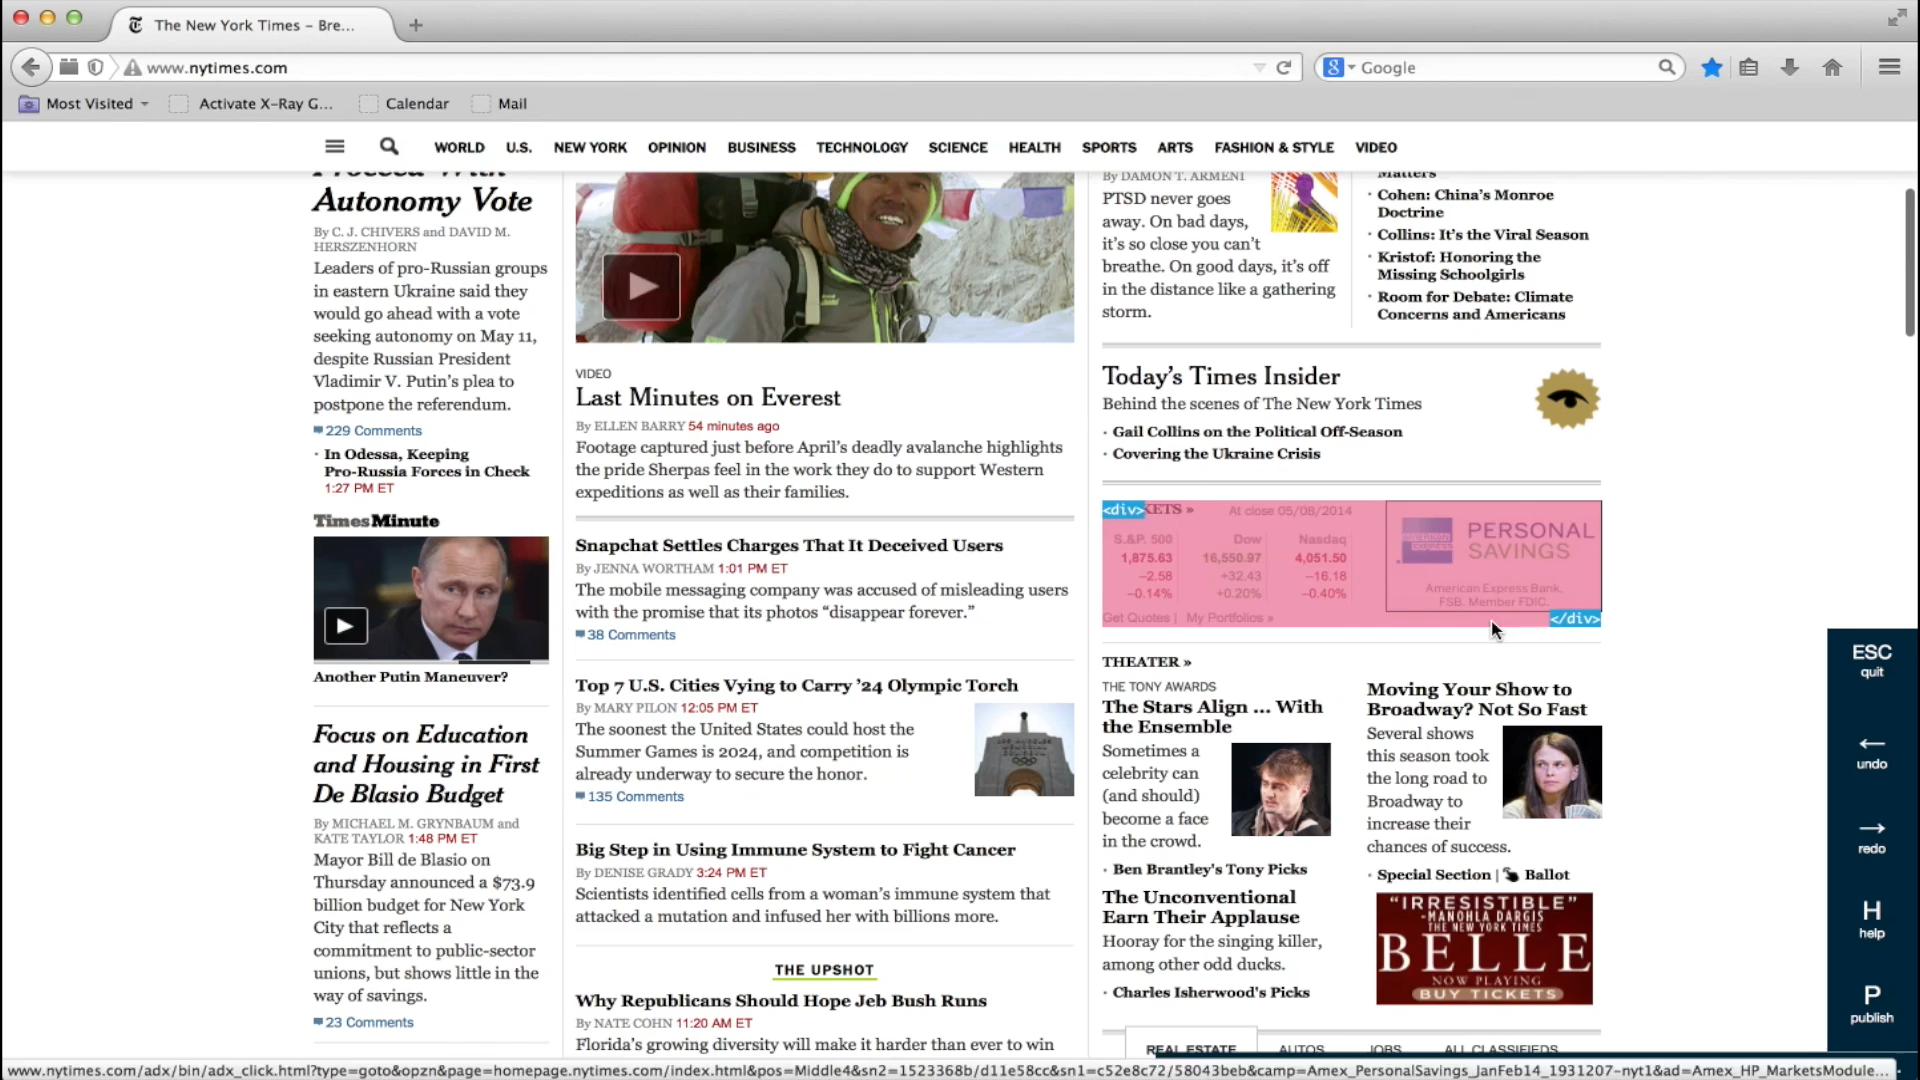 The New York Times – Bre...
www.nytimes.com
Google
Most Visited
Activate X-Ray G...
Calendar
Mail
WORLD U.S. NEW YORK OPINION BUSINESS TECHNOLOGY SCIENCE HEALTH SPORTS ARTS FASHION & STYLE VIDEO
Proceed With
Autonomy Vote
By C. J. CHIVERS and DAVID M.
HERSZENHORN
Leaders of pro-Russian groups
in eastern Ukraine said they
would go ahead with a vote
seeking autonomy on May 11,
despite Russian President
Vladimir V. Putin's plea to
postpone the referendum.
229 Comments
· In Odessa, Keeping
Pro-Russia Forces in Check
1:27 PM ET
TimesMinute
Another Putin Maneuver?
Focus on Education
and Housing in First
De Blasio Budget
By MICHAEL M. GRYNBAUM and
KATE TAYLOR 1:48 PM ET
Mayor Bill de Blasio on
Thursday announced a $73.9
billion budget for New York
City that reflects a
commitment to public-sector
unions, but shows little in the
way of savings.
23 Comments
VIDEO
Last Minutes on Everest
By ELLEN BARRY 54 minutes ago
Footage captured just before April's deadly avalanche highlights
the pride Sherpas feel in the work they do to support Western
expeditions as well as their families.
Snapchat Settles Charges That It Deceived Users
By JENNA WORTHAM 1:01 PM ET
The mobile messaging company was accused of misleading users
with the promise that its photos “disappear forever.”
38 Comments
Top 7 U.S. Cities Vying to Carry ’24 Olympic Torch
By MARY PILON 12:05 PM ET
The soonest the United States could host the
Summer Games is 2024, and competition is
already underway to secure the honor.
135 Comments
Big Step in Using Immune System to Fight Cancer
By DENISE GRADY 3:24 PM ET
Scientists identified cells from a woman's immune system that
attacked a mutation and infused her with billions more.
THE UPSHOT
Why Republicans Should Hope Jeb Bush Runs
By NATE COHN 11:20 AM ET
Florida's growing diversity will make it harder than ever to win
By DAMON T. ARMENI
PTSD never goes
away. On bad days,
it's so close you can't
breathe. On good days, it's off
in the distance like a gathering
storm.
Matters
· Cohen: China's Monroe
Doctrine
· Collins: It's the Viral Season
· Kristof: Honoring the
Missing Schoolgirls
· Room for Debate: Climate
Concerns and Americans
Today's Times Insider
Behind the scenes of The New York Times
· Gail Collins on the Political Off-Season
· Covering the Ukraine Crisis
<div>KETS » At close 05/08/2014
S.&P. 500 Dow Nasdaq
1,875.63 16,550.97 4,051.50
–2.58 +32.43 –16.18
–0.14% +0.20% –0.40%
Get Quotes | My Portfolios »
PERSONAL
SAVINGS
American Express Bank,
FSB. Member FDIC.
</div>
THEATER »
THE TONY AWARDS
The Stars Align ... With
the Ensemble
Sometimes a
celebrity can
(and should)
become a face
in the crowd.
· Ben Brantley's Tony Picks
The Unconventional
Earn Their Applause
Hooray for the singing killer,
among other odd ducks.
· Charles Isherwood's Picks
Moving Your Show to
Broadway? Not So Fast
Several shows
this season took
the long road to
Broadway to
increase their
chances of success.
· Special Section | Ballot
“IRRESISTIBLE”
-MANOHLA DARGIS
THE NEW YORK TIMES
BELLE
NOW PLAYING
BUY TICKETS
REAL ESTATE AUTOS JOBS ALL CLASSIFIEDS
ESC
quit
undo
redo
H
help
P
publish
www.nytimes.com/adx/bin/adx_click.html?type=goto&opzn&page=homepage.nytimes.com/index.html&pos=Middle4&sn2=1523368b/d11e58cc&sn1=c52e8c72/58043beb&camp=Amex_PersonalSavings_JanFeb14_1931207-nyt1&ad=Amex_HP_MarketsModule...